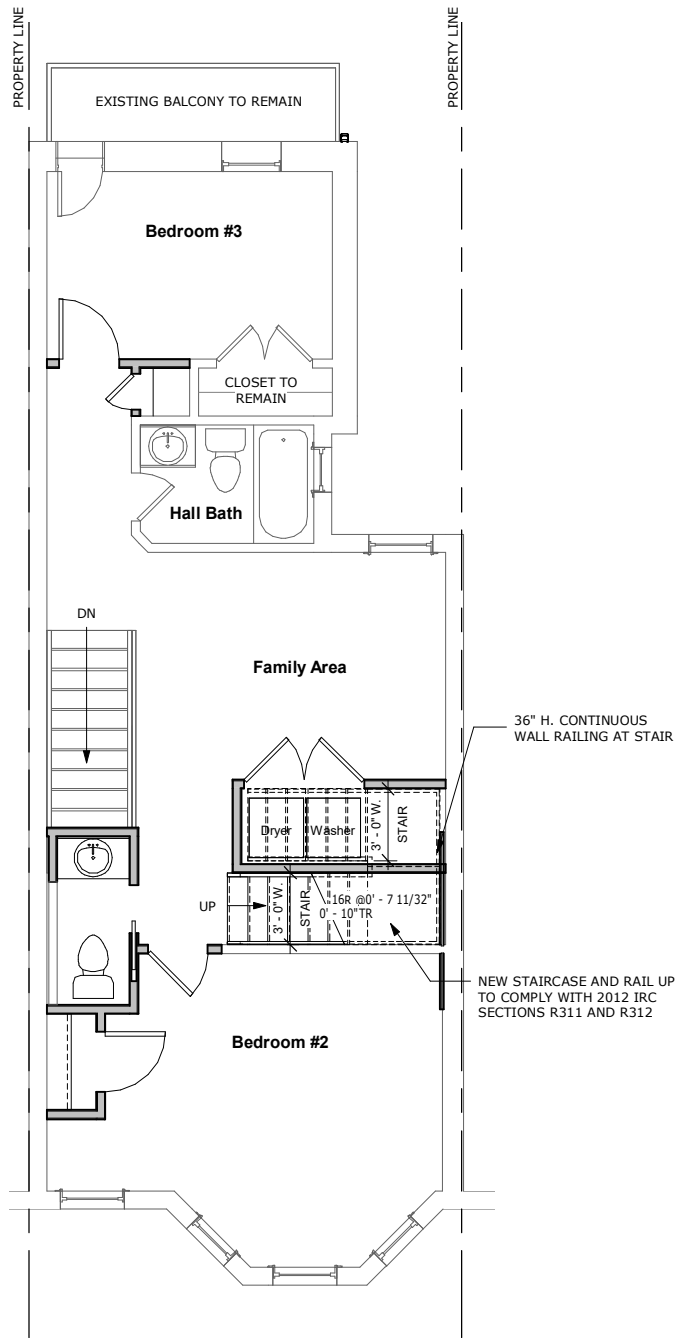 PROPERTY LINE
PROPERTY LINE
EXISTING BALCONY TO REMAIN
Bedroom #3
CLOSET TO
REMAIN
Hall Bath
DN
Family Area
36" H. CONTINUOUS
WALL RAILING AT STAIR
Dryer
Washer
3' - 0" W.
STAIR
UP
3' - 0" W.
STAIR
16R @0' - 7 11/32"
0' - 10"TR
NEW STAIRCASE AND RAIL UP
TO COMPLY WITH 2012 IRC
SECTIONS R311 AND R312
Bedroom #2